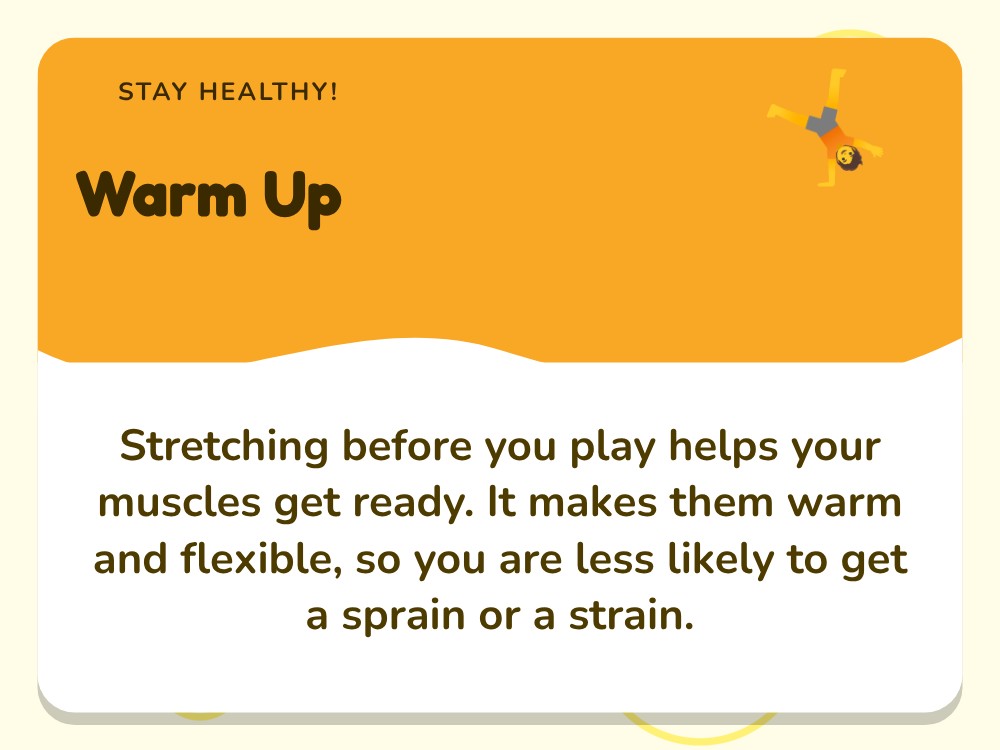 STAY HEALTHY!
Warm Up
Stretching before you play helps your
muscles get ready. It makes them warm
and flexible, so you are less likely to get
a sprain or a strain.